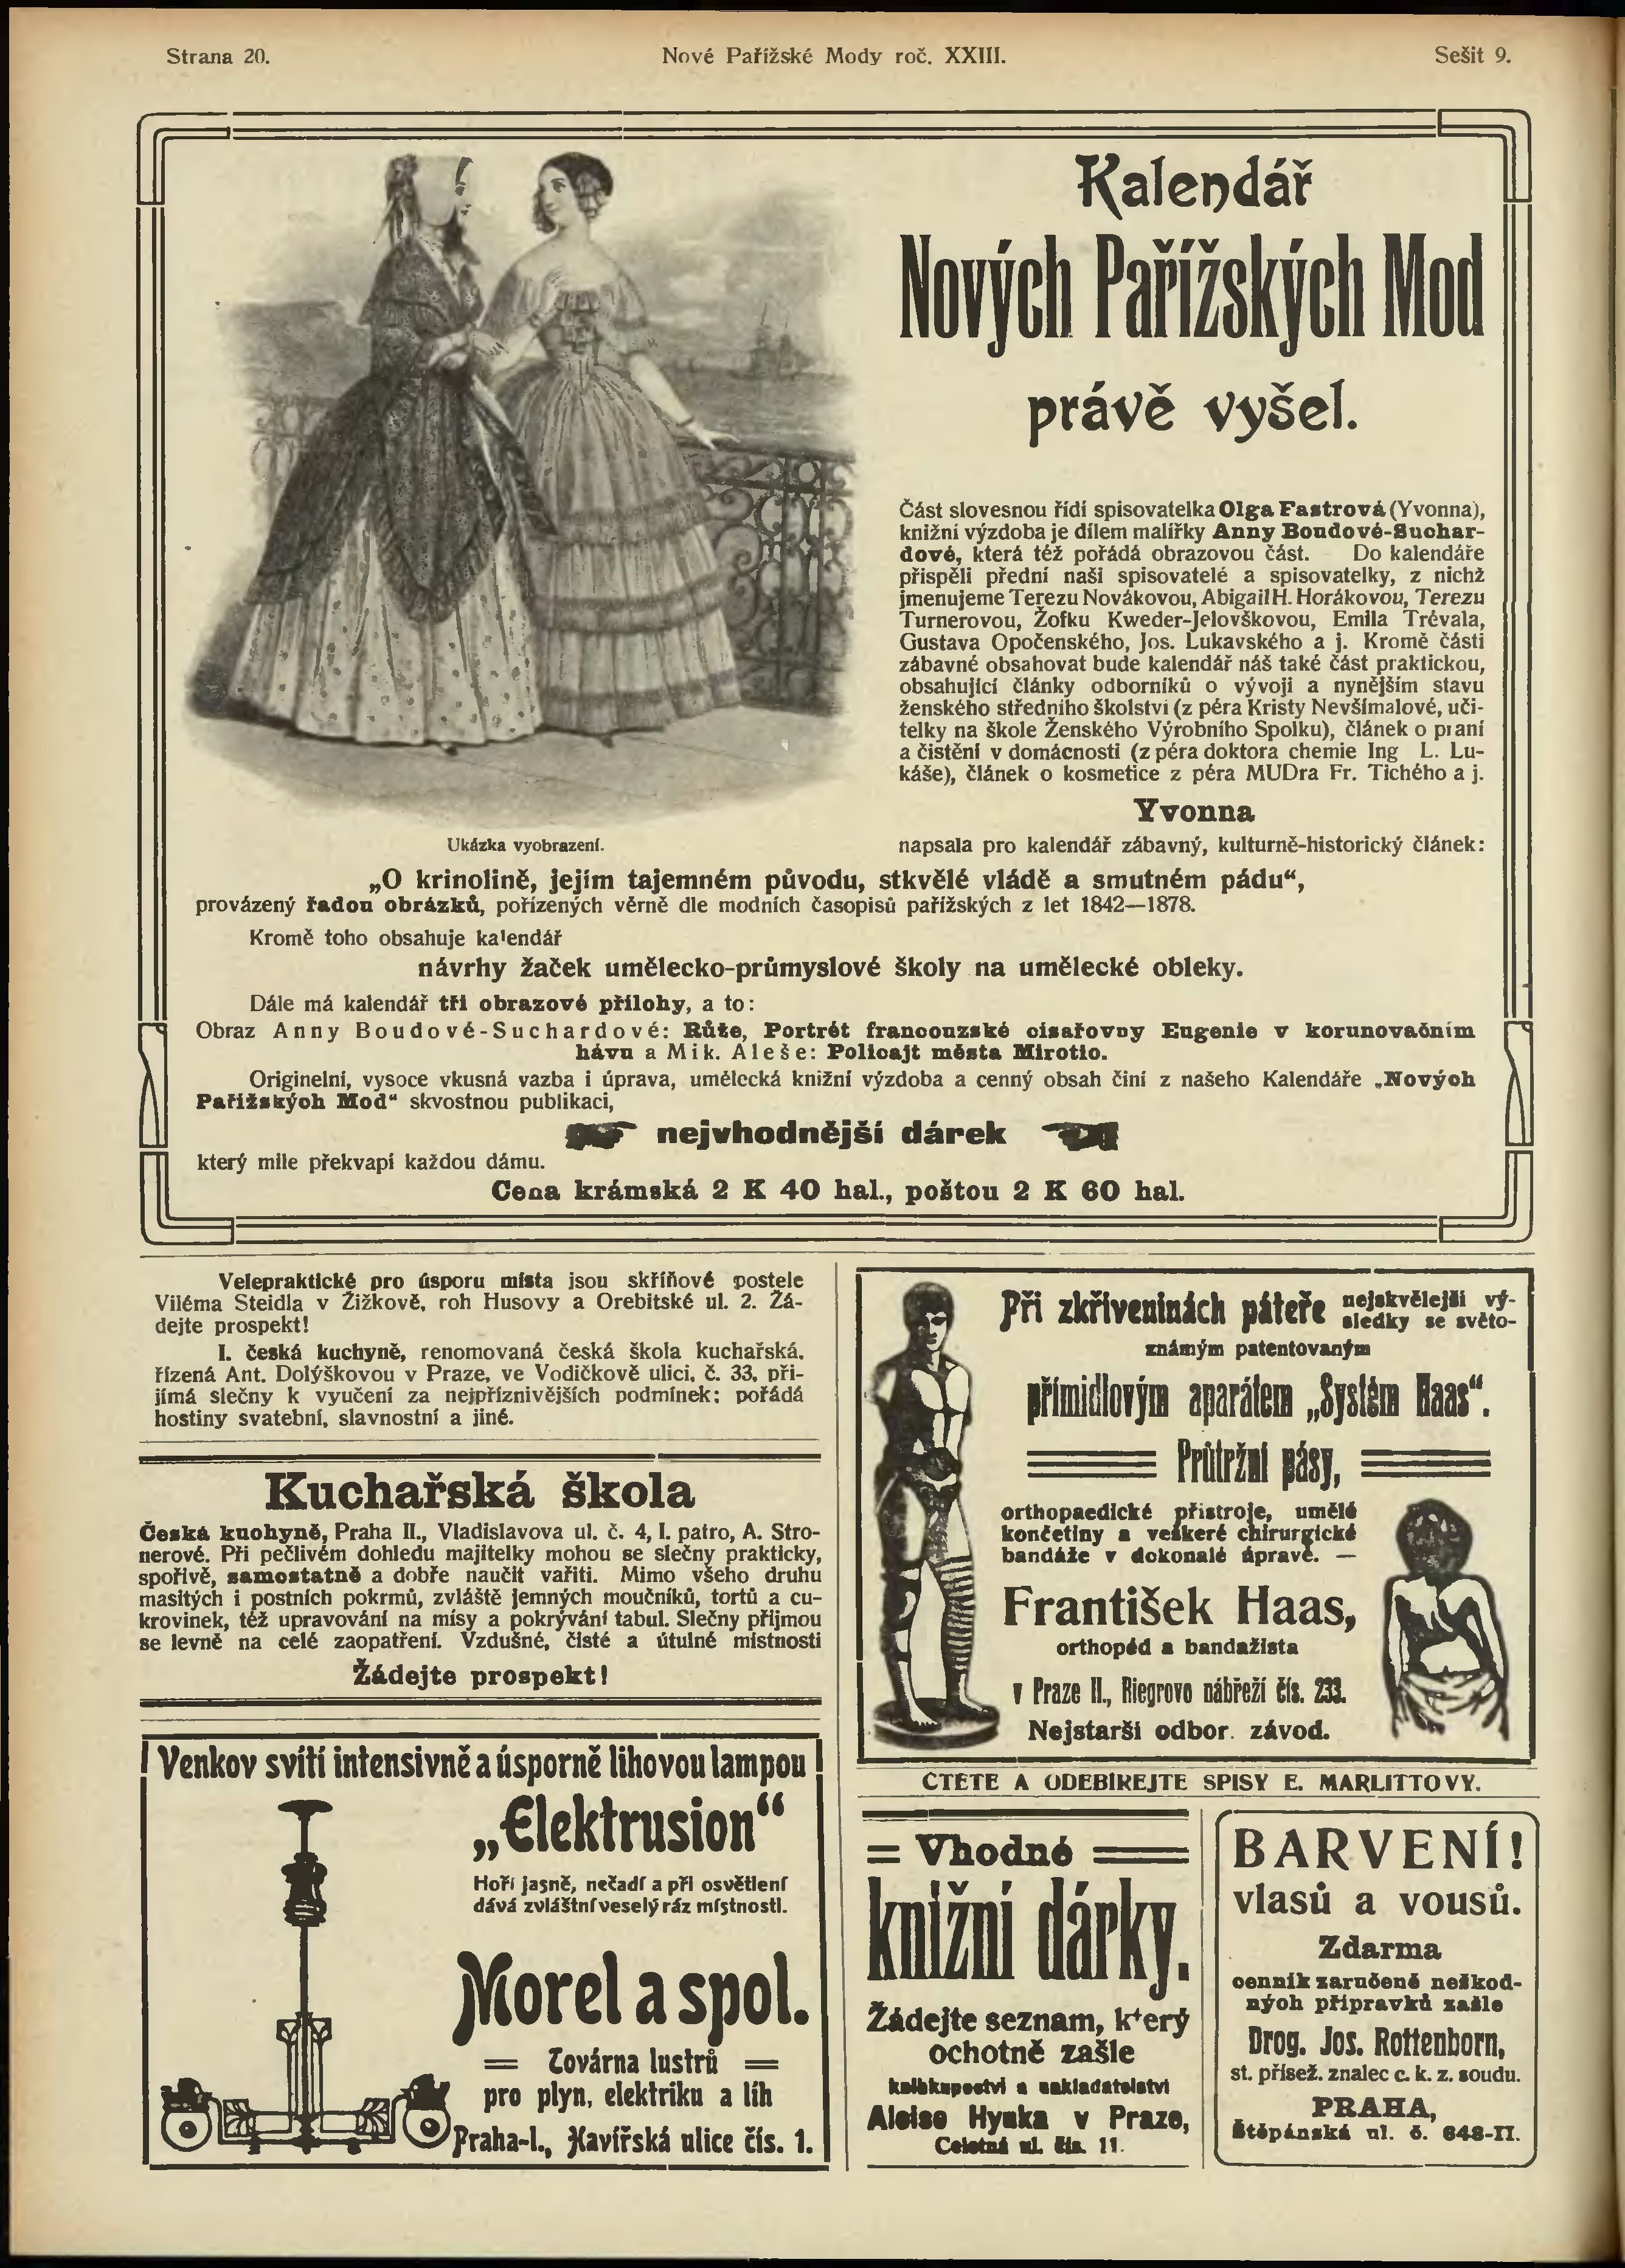 Strana 20.
Nové Pařížské Mody roč. XXIII.
Sešit 9.
Kalendář
Nových Pařížských Mod
právě vyšel.
Část slovesnou řídí spisovatelka Olga Fastrová (Yvonna),
knižní výzdoba je dílem malířky Anny Boudové-Suchar-
dové, která též pořádá obrazovou část. Do kalendáře
přispěli přední naši spisovatelé a spisovatelky, z nichž
jmenujeme Terezu Novákovou, Abigail H. Horákovou, Terezu
Turnerovou, Žofku Kweder-Jelovškovou, Emila Trévala,
Gustava Opočenského, Jos. Lukavského a j. Kromě části
zábavné obsahovat bude kalendář náš také část praktickou,
obsahující články odborníků o vývoji a nynějším stavu
ženského středního školství (z péra Kristy Nevšímalové, uči-
telky na škole Ženského Výrobního Spolku), článek o praní
a čistění v domácnosti (z péra doktora chemie Ing L. Lu-
káše), článek o kosmetice z péra MUDra Fr. Tichého a j.
Yvonna
Ukázka vyobrazení.
napsala pro kalendář zábavný, kulturně-historický článek:
„O krinolině, jejím tajemném původu, stkvělé vládě a smutném pádu“,
provázený řadou obrázků, pořízených věrně dle modních časopisů pařížských z let 1842—1878.
Kromě toho obsahuje kalendář
návrhy žaček umělecko-průmyslové školy na umělecké obleky.
Dále má kalendář tři obrazové přílohy, a to:
Obraz Anny Boudové-Suchardové: Růže, Portrét francouzské císařovny Eugenie v korunovačním
hávu a Mik. Aleše: Policajt města Mirotic.
Originelní, vysoce vkusná vazba i úprava, umělecká knižní výzdoba a cenný obsah činí z našeho Kalendáře „Nových
Pařížských Mod“ skvostnou publikaci,
nejvhodnější dárek
který mile překvapí každou dámu.
Cena krámská 2 K 40 hal., poštou 2 K 60 hal.
Velepraktické pro úsporu místa jsou skříňové postele
Viléma Steidla v Žižkově, roh Husovy a Orebitské ul. 2. Žá-
dejte prospekt!
I. česká kuchyně, renomovaná česká škola kuchařská,
řízená Ant. Dolýškovou v Praze, ve Vodičkově ulici, č. 33, při-
jímá slečny k vyučení za nejpříznivějších podmínek; pořádá
hostiny svatební, slavnostní a jiné.
Kuchařská škola
Česká kuchyně, Praha II., Vladislavova ul. č. 4, I. patro, A. Stro-
nerové. Při pečlivém dohledu majitelky mohou se slečny prakticky,
spořivě, samostatně a dobře naučit vařiti. Mimo všeho druhu
masitých i postních pokrmů, zvláště jemných moučníků, tortů a cu-
krovinek, též upravování na mísy a pokrývání tabul. Slečny přijmou
se levně na celé zaopatření. Vzdušné, čisté a útulné místnosti
Žádejte prospekt!
Venkov svítí intensivně a úsporně lihovou lampou
„Elektrusion“
Hoří jasně, nečadí a při osvětlení
dává zvláštní veselý ráz místnosti.
Morel a spol.
Továrna lustrů
pro plyn, elektriku a líh
Praha-I., Havířská ulice čís. 1.
Při zkřiveninách páteře nejskvělejší vý-
sledky se světo-
známým patentovaným
přímidlovým aparátem „Systém Haas“.
Průtržní pásy,
orthopaedické přístroje, umělé
končetiny a veškeré chirurgické
bandáže v dokonalé úpravě. —
František Haas,
orthopéd a bandažista
v Praze II., Riegrovo nábřeží čís. 233.
Nejstarší odbor. závod.
ČTĚTE A ODEBÍREJTE SPISY E. MARLITTOVY.
Vhodné
knižní dárky.
Žádejte seznam, který
ochotně zašle
knihkupectví a nakladatelství
Aloise Hynka v Praze,
Celetná ul. čís. 11.
BARVENÍ!
vlasů a vousů.
Zdarma
cenník zaručeně neškod-
ných přípravků zašle
Drog. Jos. Rottenborn,
st. přísež. znalec c. k. z. soudu.
PRAHA,
Štěpánská ul. č. 648-II.